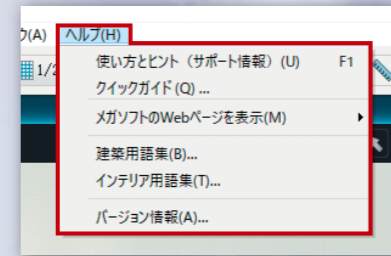 ウ(A) ヘルプ(H)
1/2
使い方とヒント（サポート情報）(U) F1
クイックガイド(Q) ...
メガソフトのWebページを表示(M)
建築用語集(B)...
インテリア用語集(T)...
バージョン情報(A)...